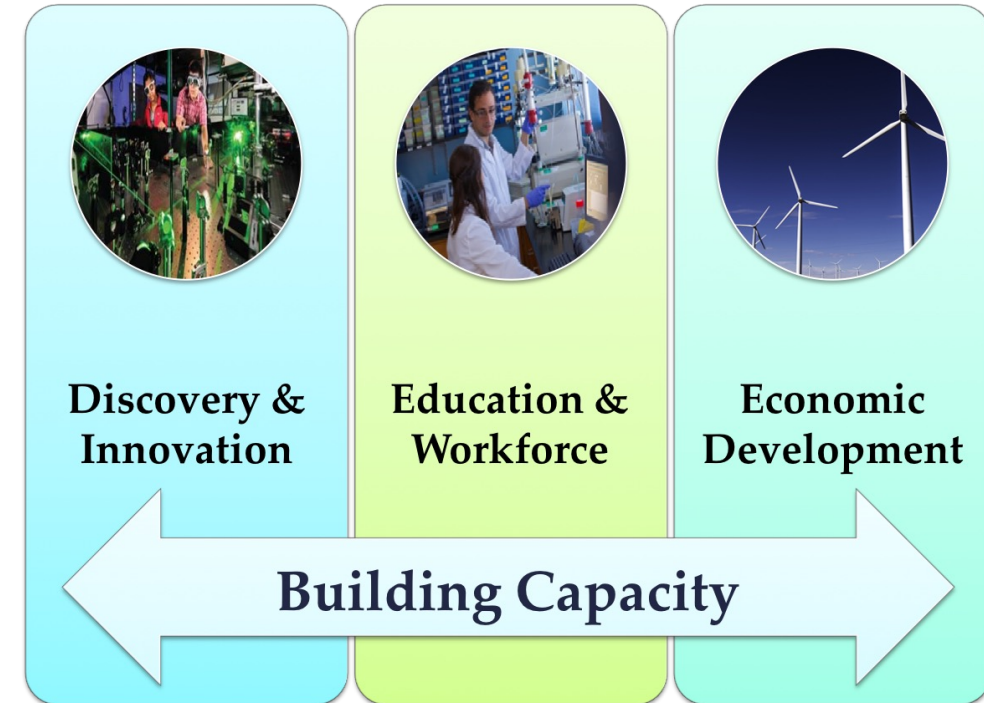 Discovery &
Innovation
Education &
Workforce
Economic
Development
Building Capacity